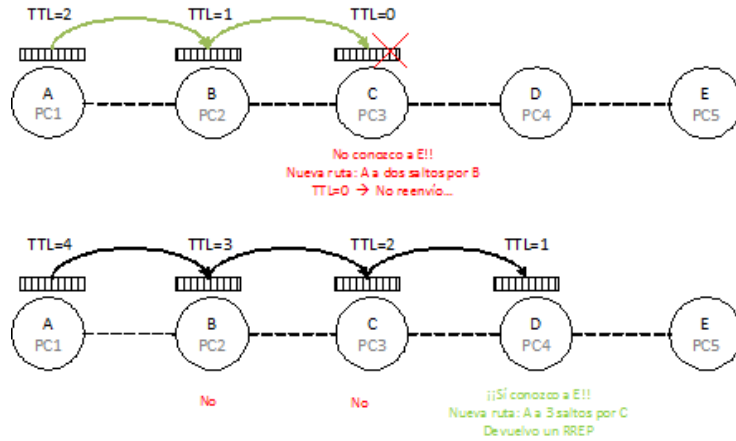 TTL=2 TTL=1 TTL=0
A B C D E
PC1 PC2 PC3 PC4 PC5
No conozco a E!!
Nueva ruta: A a dos saltos por B
TTL=0 → No reenvío...
TTL=4 TTL=3 TTL=2 TTL=1
A B C D E
PC1 PC2 PC3 PC4 PC5
No No ¡¡Sí conozco a E!!
Nueva ruta: A a 3 saltos por C
Devuelvo un RREP